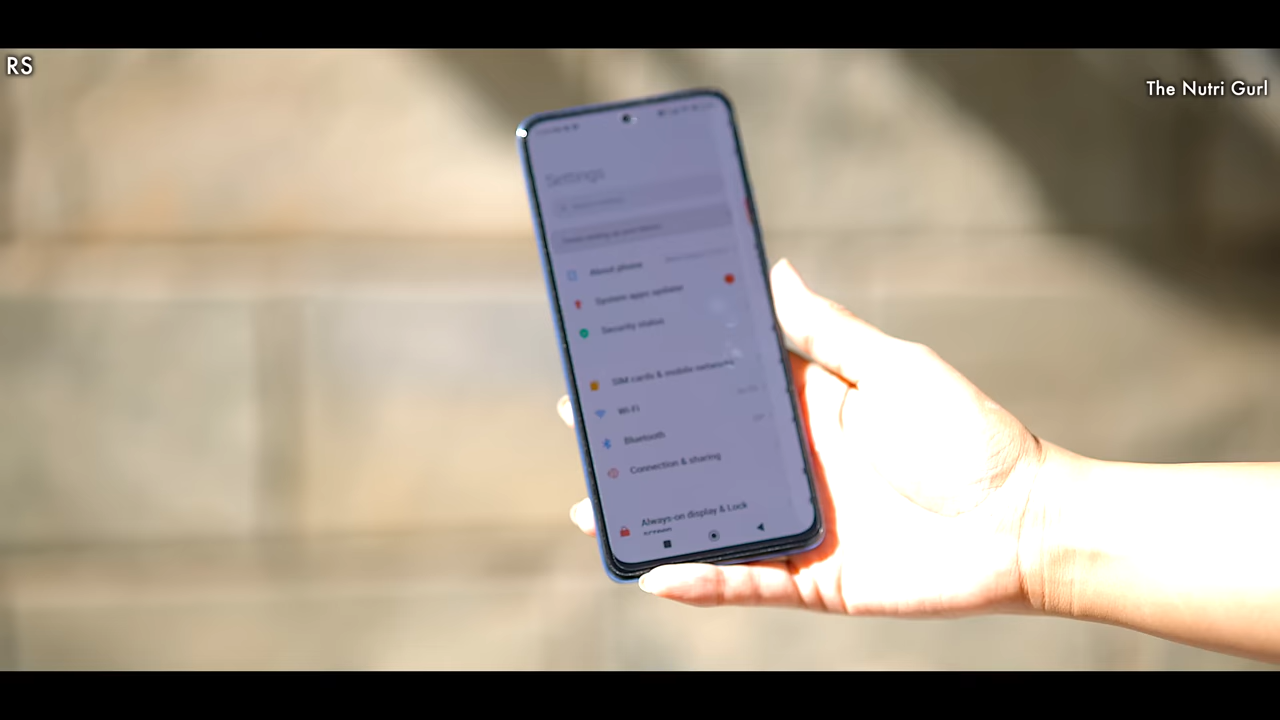 RS
The Nutri Gurl
Settings
About phone
System apps updater
Security status
SIM cards & mobile networks
Wi-Fi
Bluetooth
Connection & sharing
Always-on display & Lock
screen